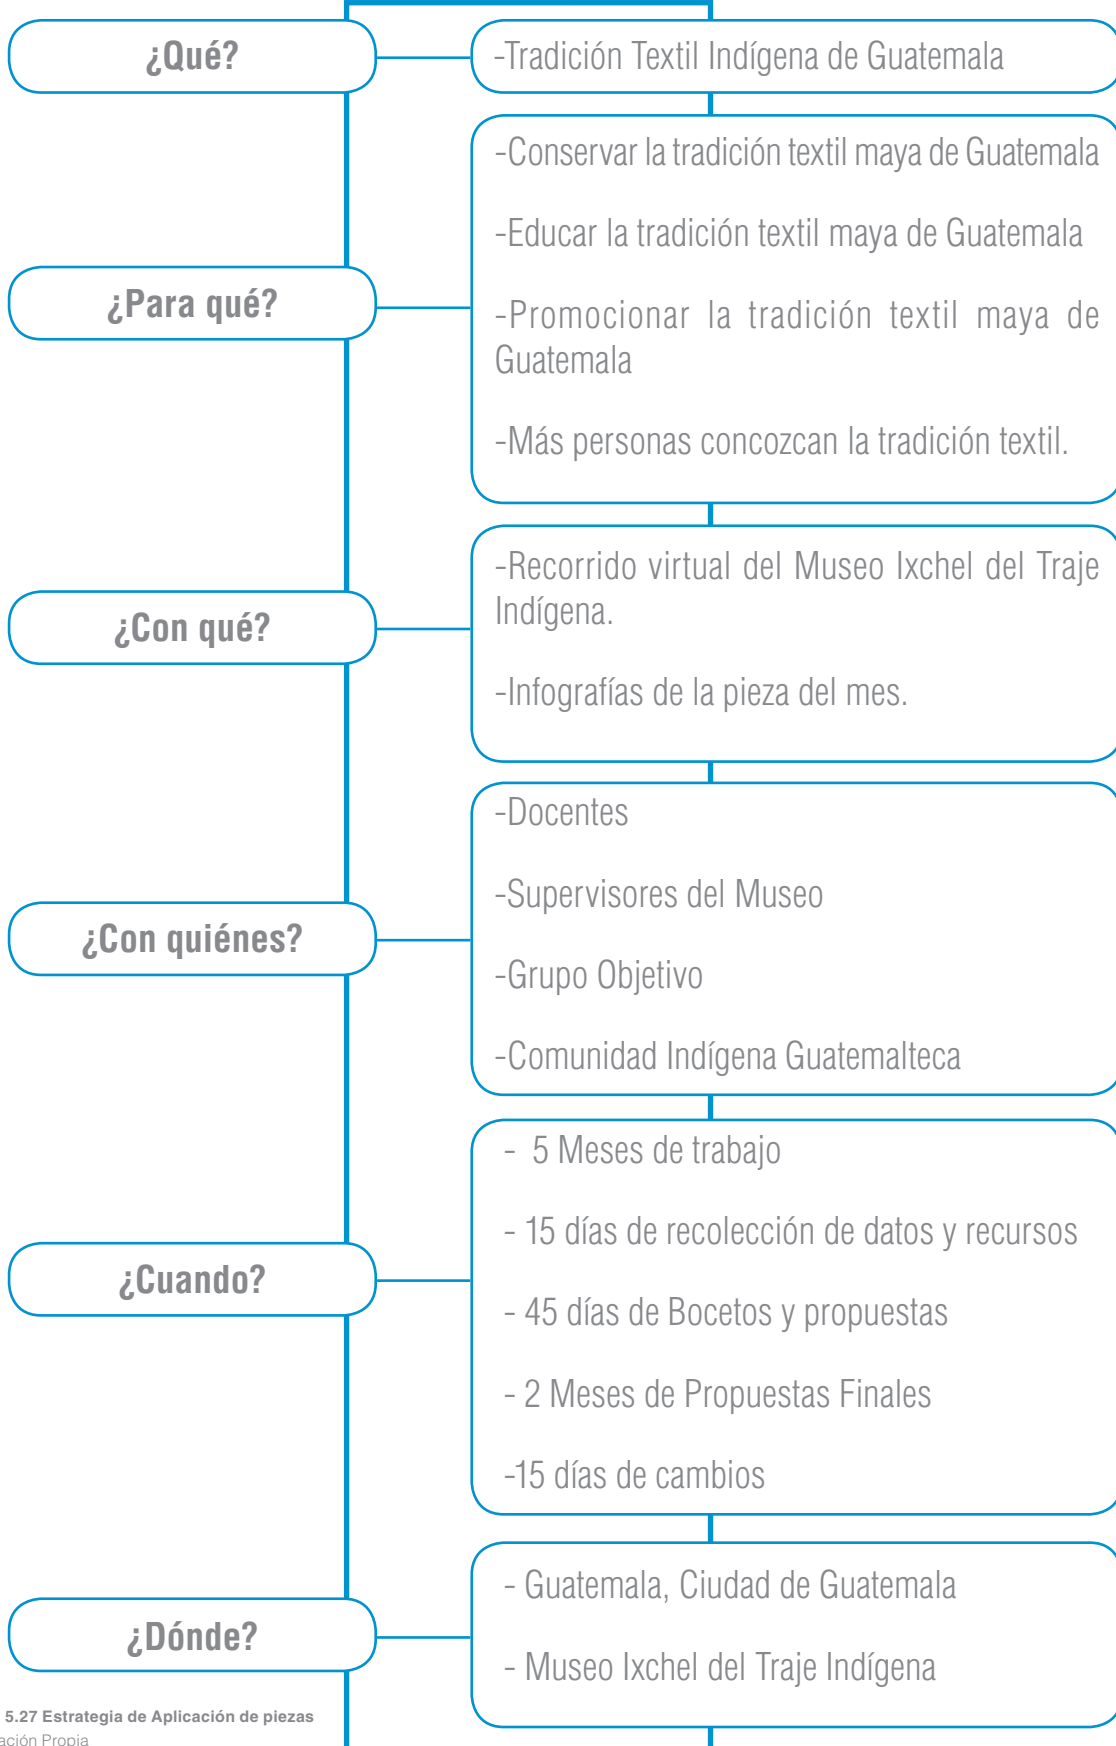 ¿Qué?
-Tradición Textil Indígena de Guatemala
¿Para qué?
-Conservar la tradición textil maya de Guatemala
-Educar la tradición textil maya de Guatemala
-Promocionar la tradición textil maya de
Guatemala
-Más personas concozcan la tradición textil.
¿Con qué?
-Recorrido virtual del Museo Ixchel del Traje
Indígena.
-Infografías de la pieza del mes.
¿Con quiénes?
-Docentes
-Supervisores del Museo
-Grupo Objetivo
-Comunidad Indígena Guatemalteca
¿Cuando?
- 5 Meses de trabajo
- 15 días de recolección de datos y recursos
- 45 días de Bocetos y propuestas
- 2 Meses de Propuestas Finales
-15 días de cambios
¿Dónde?
- Guatemala, Ciudad de Guatemala
- Museo Ixchel del Traje Indígena
5.27 Estrategia de Aplicación de piezas
ación Propia